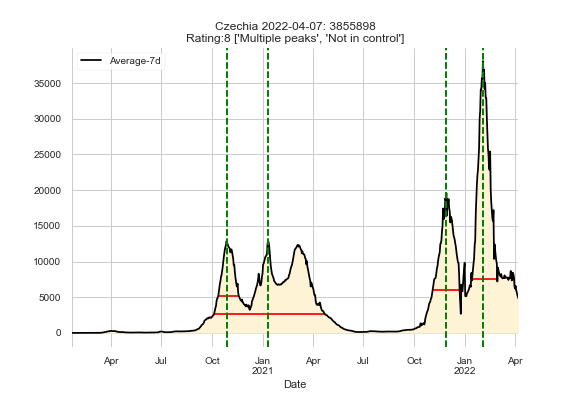 Czechia 2022-04-07: 3855898
Rating:8 ['Multiple peaks', 'Not in control']
Average-7d
35000
30000
25000
20000
15000
10000
5000
0
Apr Jul Oct Jan Apr Jul Oct Jan Apr
2021 2022
Date